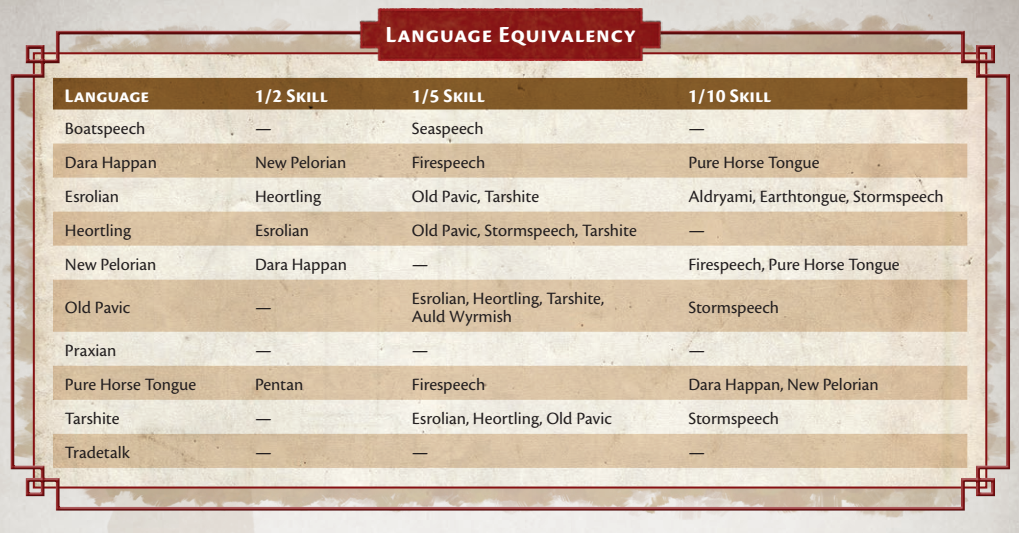 Language Equivalency
Language 1/2 Skill 1/5 Skill 1/10 Skill
Boatspeech — Seaspeech —
Dara Happan New Pelorian Firespeech Pure Horse Tongue
Esrolian Heortling Old Pavic, Tarshite Aldryami, Earthtongue, Stormspeech
Heortling Esrolian Old Pavic, Stormspeech, Tarshite —
New Pelorian Dara Happan — Firespeech, Pure Horse Tongue
Old Pavic — Esrolian, Heortling, Tarshite, Stormspeech
Auld Wyrmish
Praxian — — —
Pure Horse Tongue Pentan Firespeech Dara Happan, New Pelorian
Tarshite — Esrolian, Heortling, Old Pavic Stormspeech
Tradetalk — — —